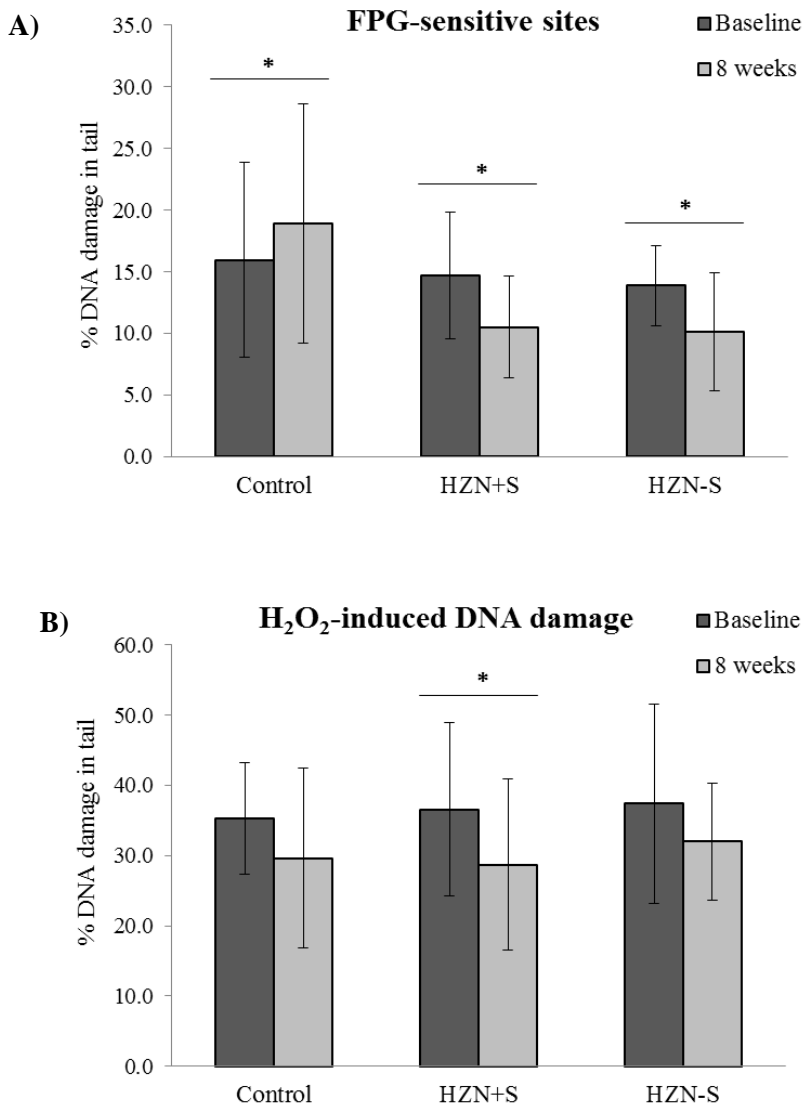 A)
FPG-sensitive sites
Baseline
8 weeks
% DNA damage in tail
35.0
30.0
25.0
20.0
15.0
10.0
5.0
0.0
*
*
*
Control
HZN+S
HZN-S
B)
H₂O₂-induced DNA damage
Baseline
8 weeks
% DNA damage in tail
60.0
50.0
40.0
30.0
20.0
10.0
0.0
*
Control
HZN+S
HZN-S